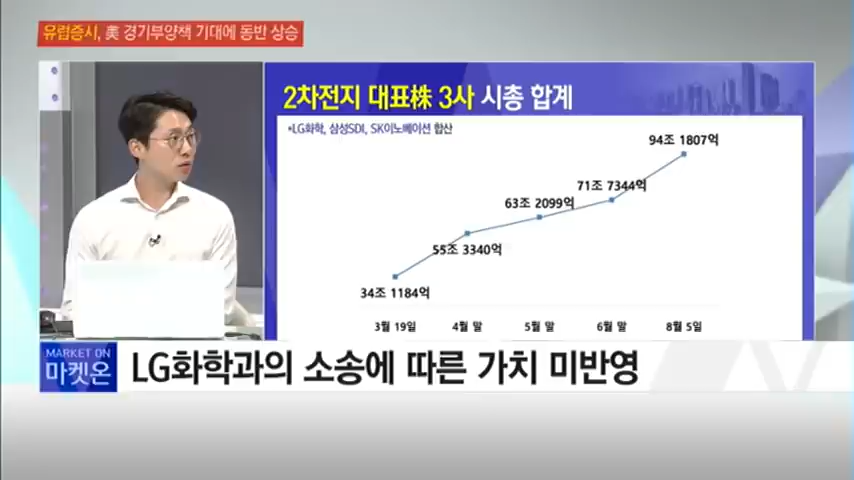 유럽증시, 美 경기부양책 기대에 동반 상승
2차전지 대표株 3사 시총 합계
*LG화학, 삼성SDI, SK이노베이션 합산
94조 1807억
71조 7344억
63조 2099억
55조 3340억
34조 1184억
3월 19일 4월 말 5월 말 6월 말 8월 5일
MARKET ON
마켓온
LG화학과의 소송에 따른 가치 미반영